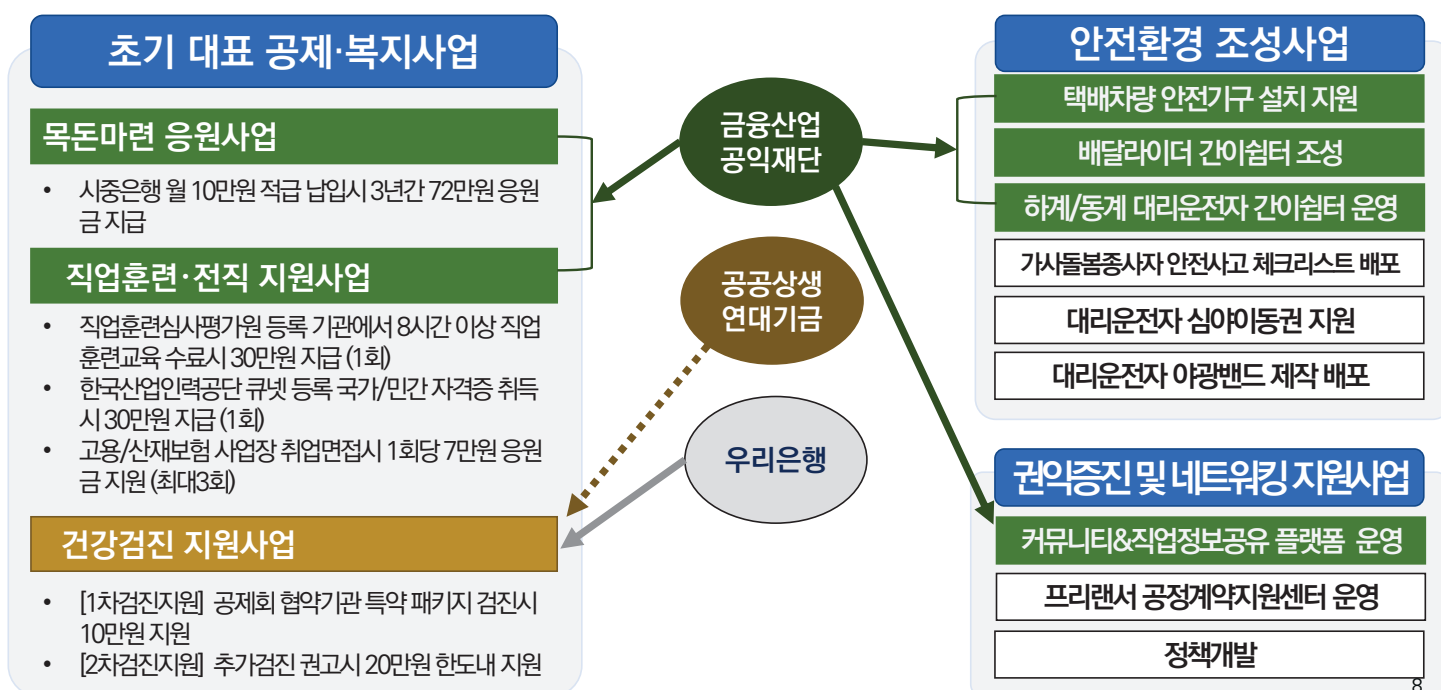 초기 대표 공제·복지사업
목돈마련 응원사업
• 시중은행 월 10만원 적급 납입시 3년간 72만원 응원
금 지급
직업훈련·전직 지원사업
• 직업훈련심사평가원 등록 기관에서 8시간 이상 직업
훈련교육 수료시 30만원 지급 (1회)
• 한국산업인력공단 큐넷 등록 국가/민간 자격증 취득
시 30만원 지급 (1회)
• 고용/산재보험 사업장 취업면접시 1회당 7만원 응원
금 지원 (최대3회)
건강검진 지원사업
• [1차검진지원] 공제회 협약기관 특약 패키지 검진시
10만원 지원
• [2차검진지원] 추가검진 권고시 20만원 한도내 지원
금융산업
공익재단
공공상생
연대기금
우리은행
안전환경 조성사업
택배차량 안전기구 설치 지원
배달라이더 간이쉼터 조성
하계/동계 대리운전자 간이쉼터 운영
가사돌봄종사자 안전사고 체크리스트 배포
대리운전자 심야이동권 지원
대리운전자 야광밴드 제작 배포
권익증진 및 네트워킹 지원사업
커뮤니티&직업정보공유 플랫폼 운영
프리랜서 공정계약지원센터 운영
정책개발
8